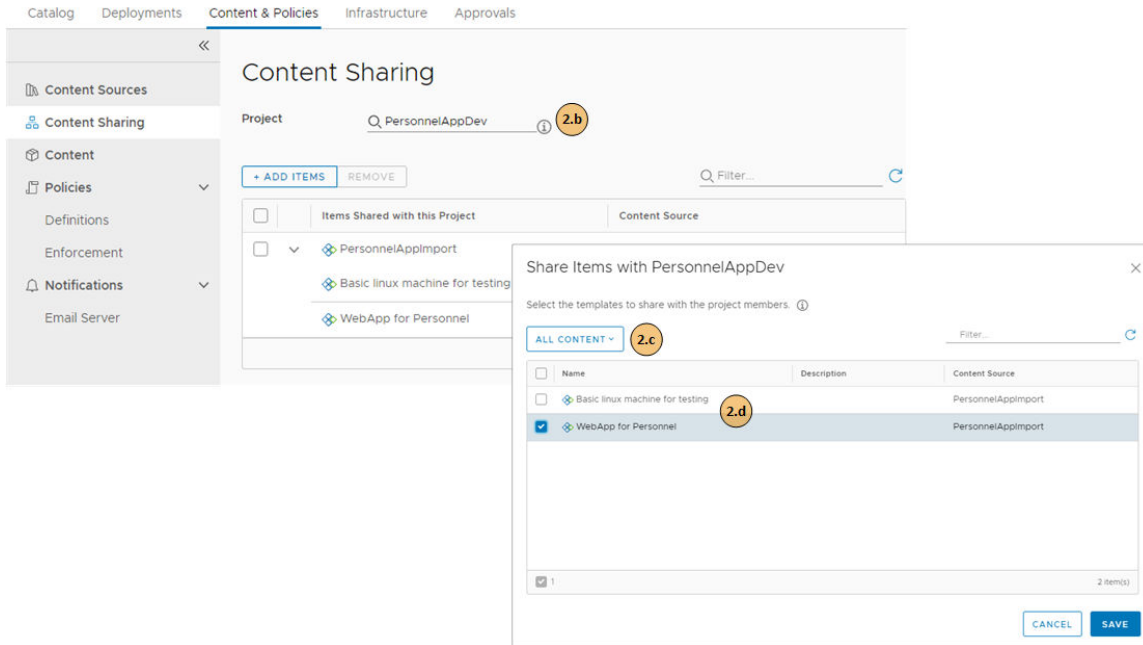 Catalog Deployments Content & Policies Infrastructure Approvals
Content Sources
Content Sharing
Content
Policies
Definitions
Enforcement
Notifications
Email Server
Content Sharing
Project PersonnelAppDev 2.b
+ ADD ITEMS REMOVE Filter...
Items Shared with this Project Content Source
PersonnelAppImport
Basic linux machine for testing
WebApp for Personnel
Share Items with PersonnelAppDev
Select the templates to share with the project members.
ALL CONTENT 2.c Filter...
Name Description Content Source
Basic linux machine for testing PersonnelAppImport
2.d
WebApp for Personnel PersonnelAppImport
1 2 item(s)
CANCEL SAVE